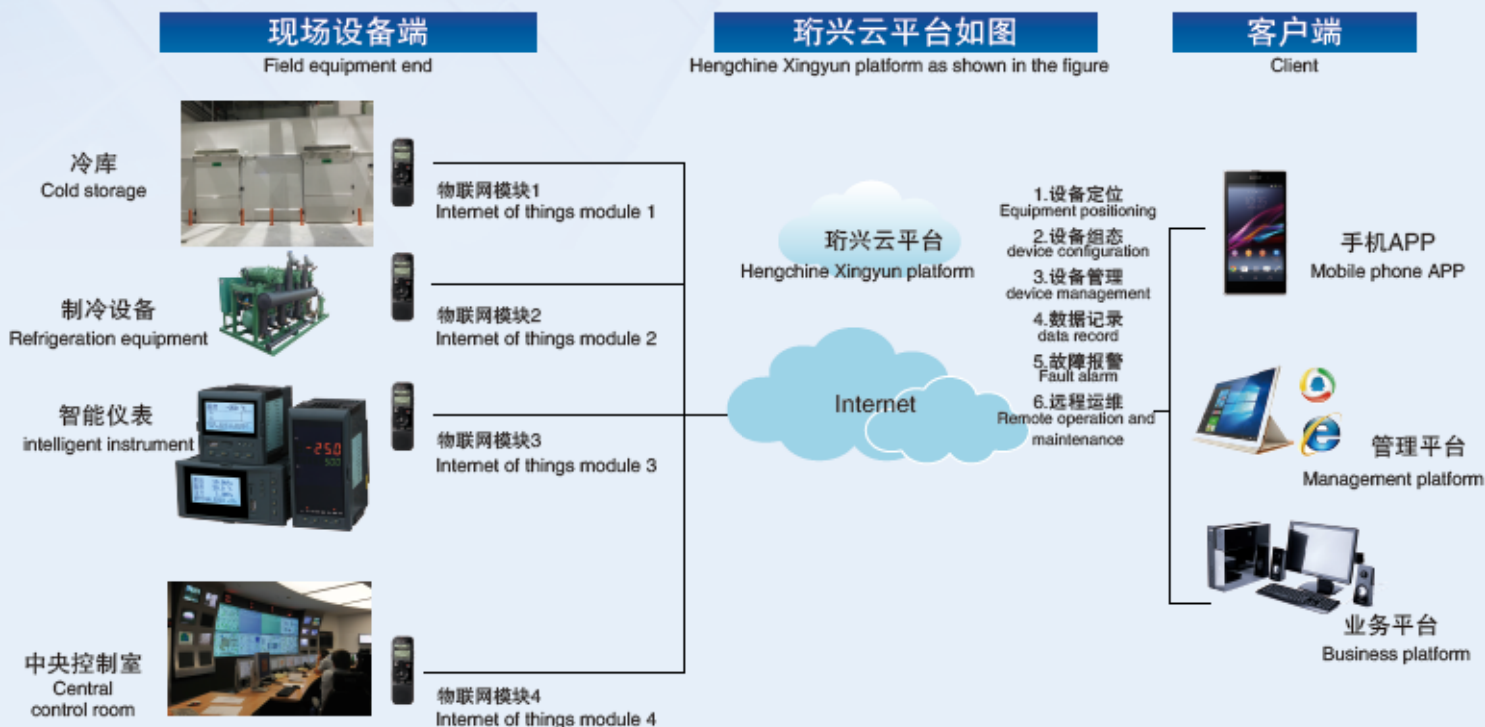 现场设备端
Field equipment end
珩兴云平台如图
Hengchine Xingyun platform as shown in the figure
客户端
Client
冷库
Cold storage
物联网模块1
Internet of things module 1
制冷设备
Refrigeration equipment
物联网模块2
Internet of things module 2
智能仪表
intelligent instrument
-25.0
物联网模块3
Internet of things module 3
中央控制室
Central
control room
物联网模块4
Internet of things module 4
珩兴云平台
Hengchine Xingyun platform
Internet
1.设备定位
Equipment positioning
2.设备组态
device configuration
3.设备管理
device management
4.数据记录
data record
5.故障报警
Fault alarm
6.远程运维
Remote operation and
maintenance
手机APP
Mobile phone APP
管理平台
Management platform
业务平台
Business platform